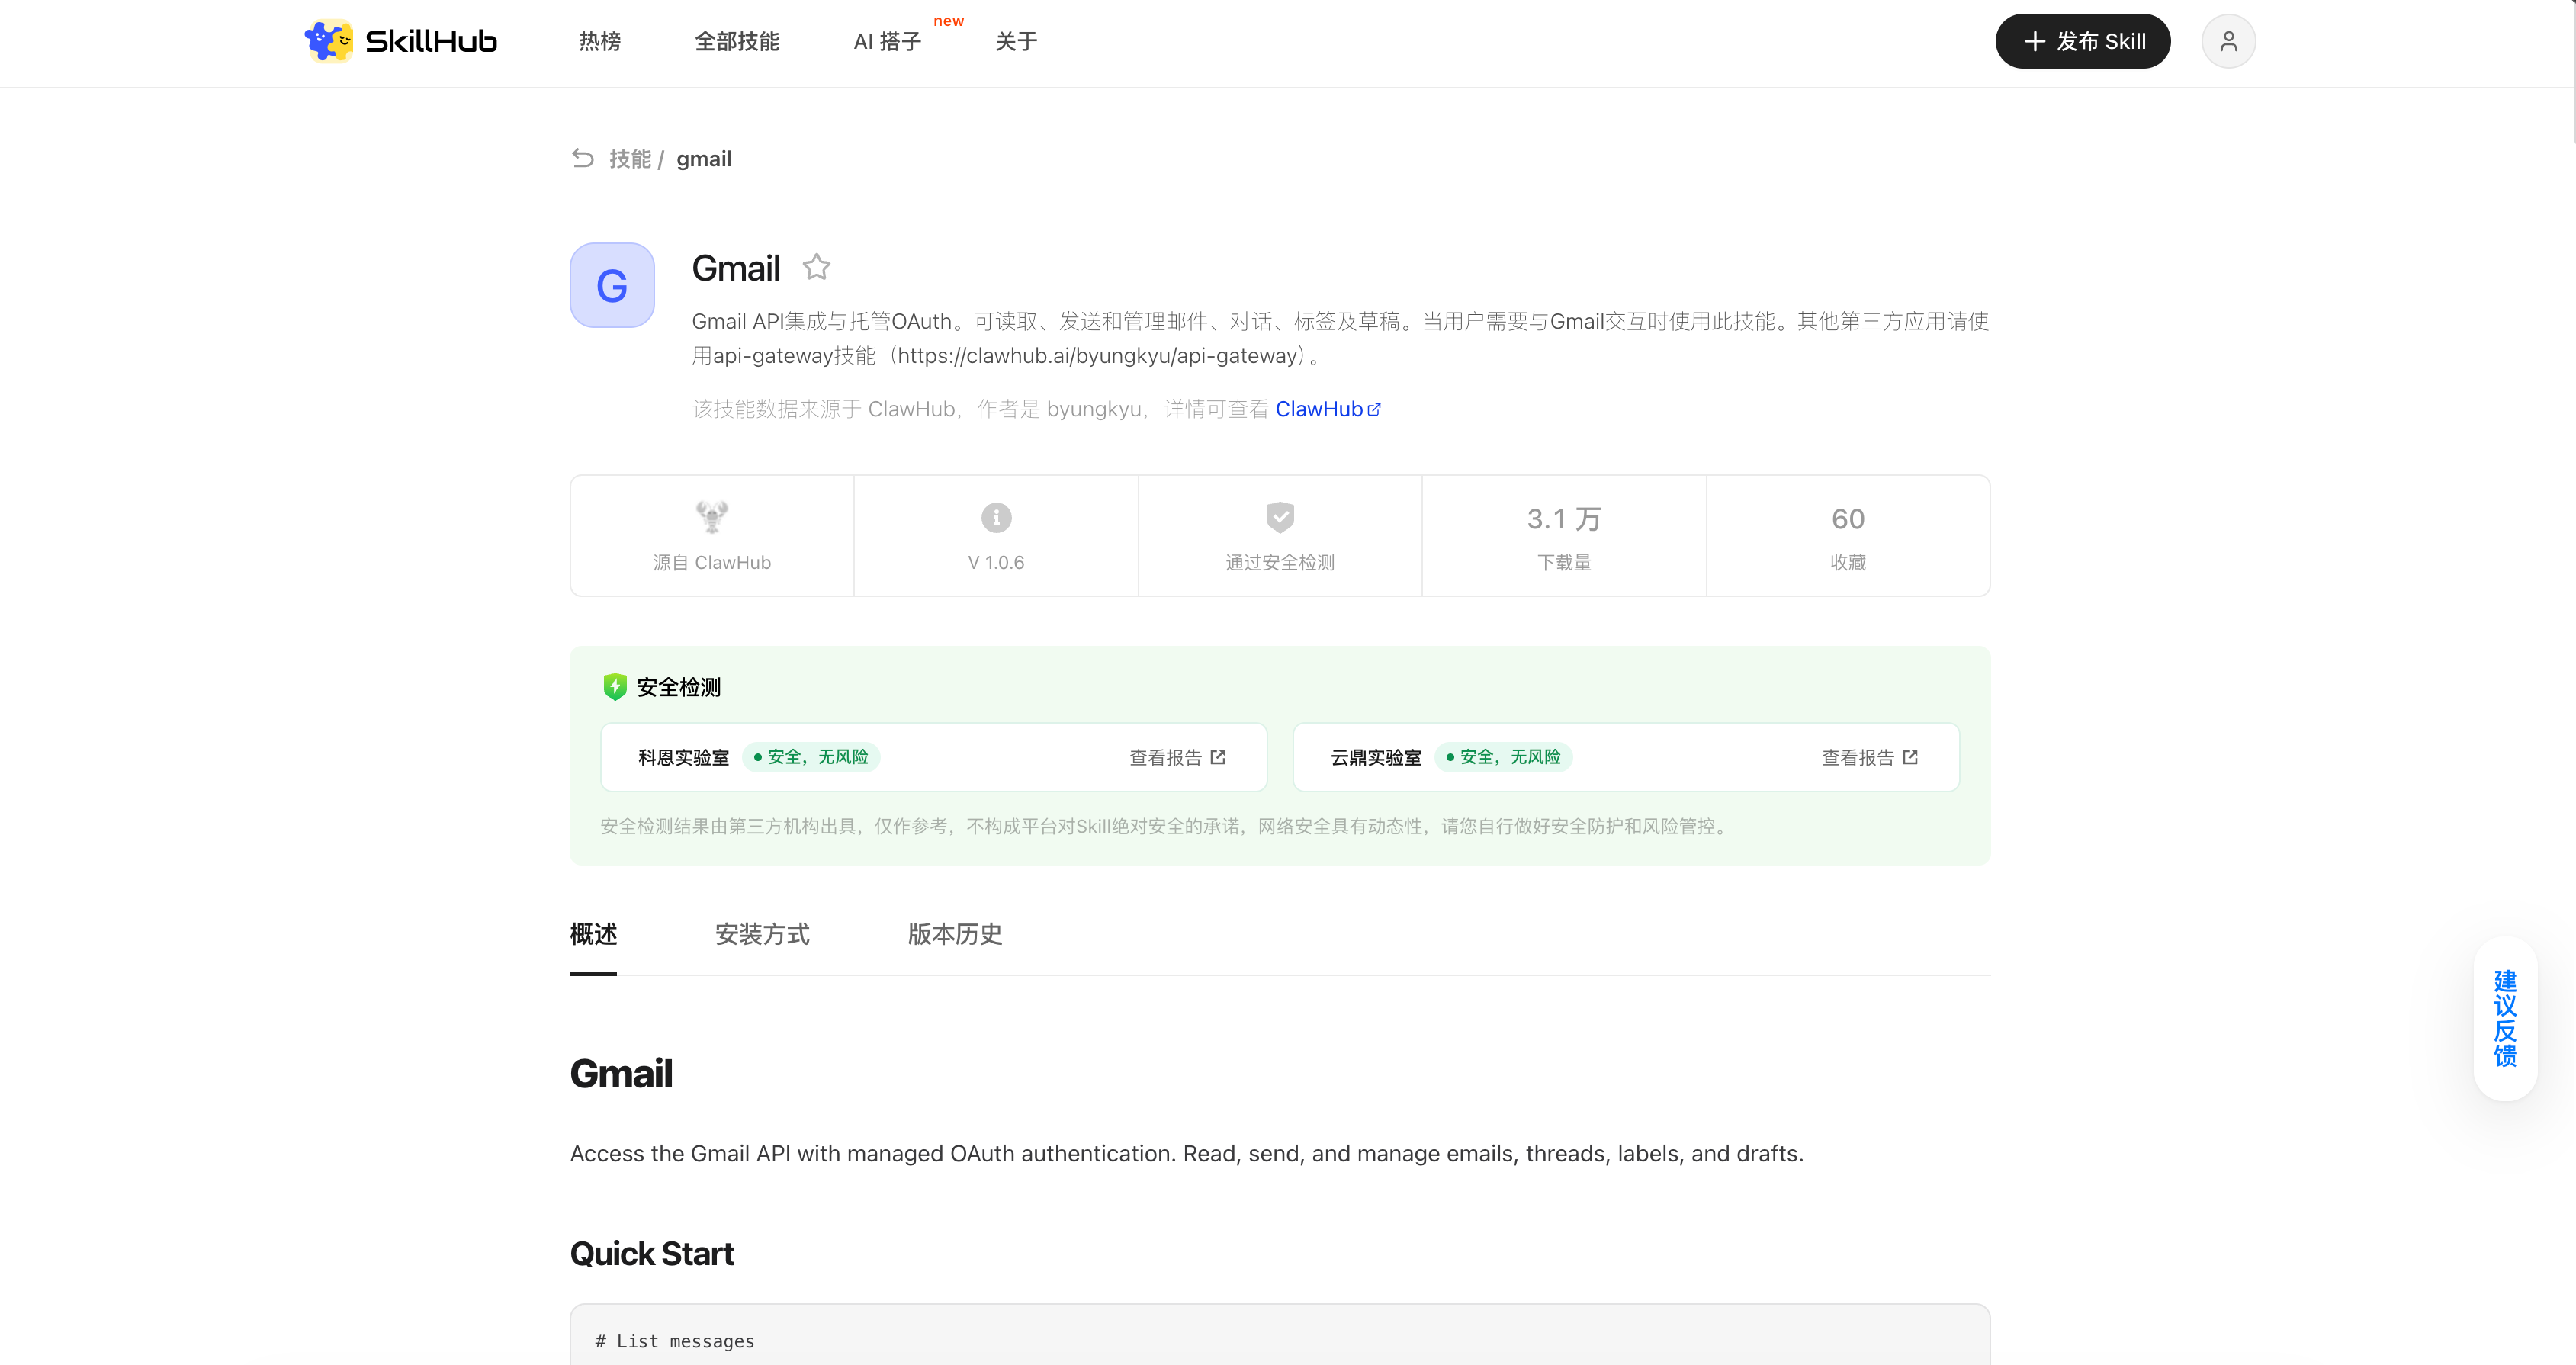 SkillHub
热榜
全部技能
AI 搭子
new
关于
发布 Skill
技能 / gmail
G
Gmail
Gmail API集成与托管OAuth。可读取、发送和管理邮件、对话、标签及草稿。当用户需要与Gmail交互时使用此技能。其他第三方应用请使
用api-gateway技能（https://clawhub.ai/byungkyu/api-gateway）。
该技能数据来源于 ClawHub，作者是 byungkyu，详情可查看 ClawHub
源自 ClawHub
V 1.0.6
通过安全检测
3.1 万
下载量
60
收藏
安全检测
科恩实验室
安全，无风险
查看报告
云鼎实验室
安全，无风险
查看报告
安全检测结果由第三方机构出具，仅作参考，不构成平台对Skill绝对安全的承诺，网络安全具有动态性，请您自行做好安全防护和风险管控。
概述
安装方式
版本历史
建议反馈
Gmail
Access the Gmail API with managed OAuth authentication. Read, send, and manage emails, threads, labels, and drafts.
Quick Start
# List messages